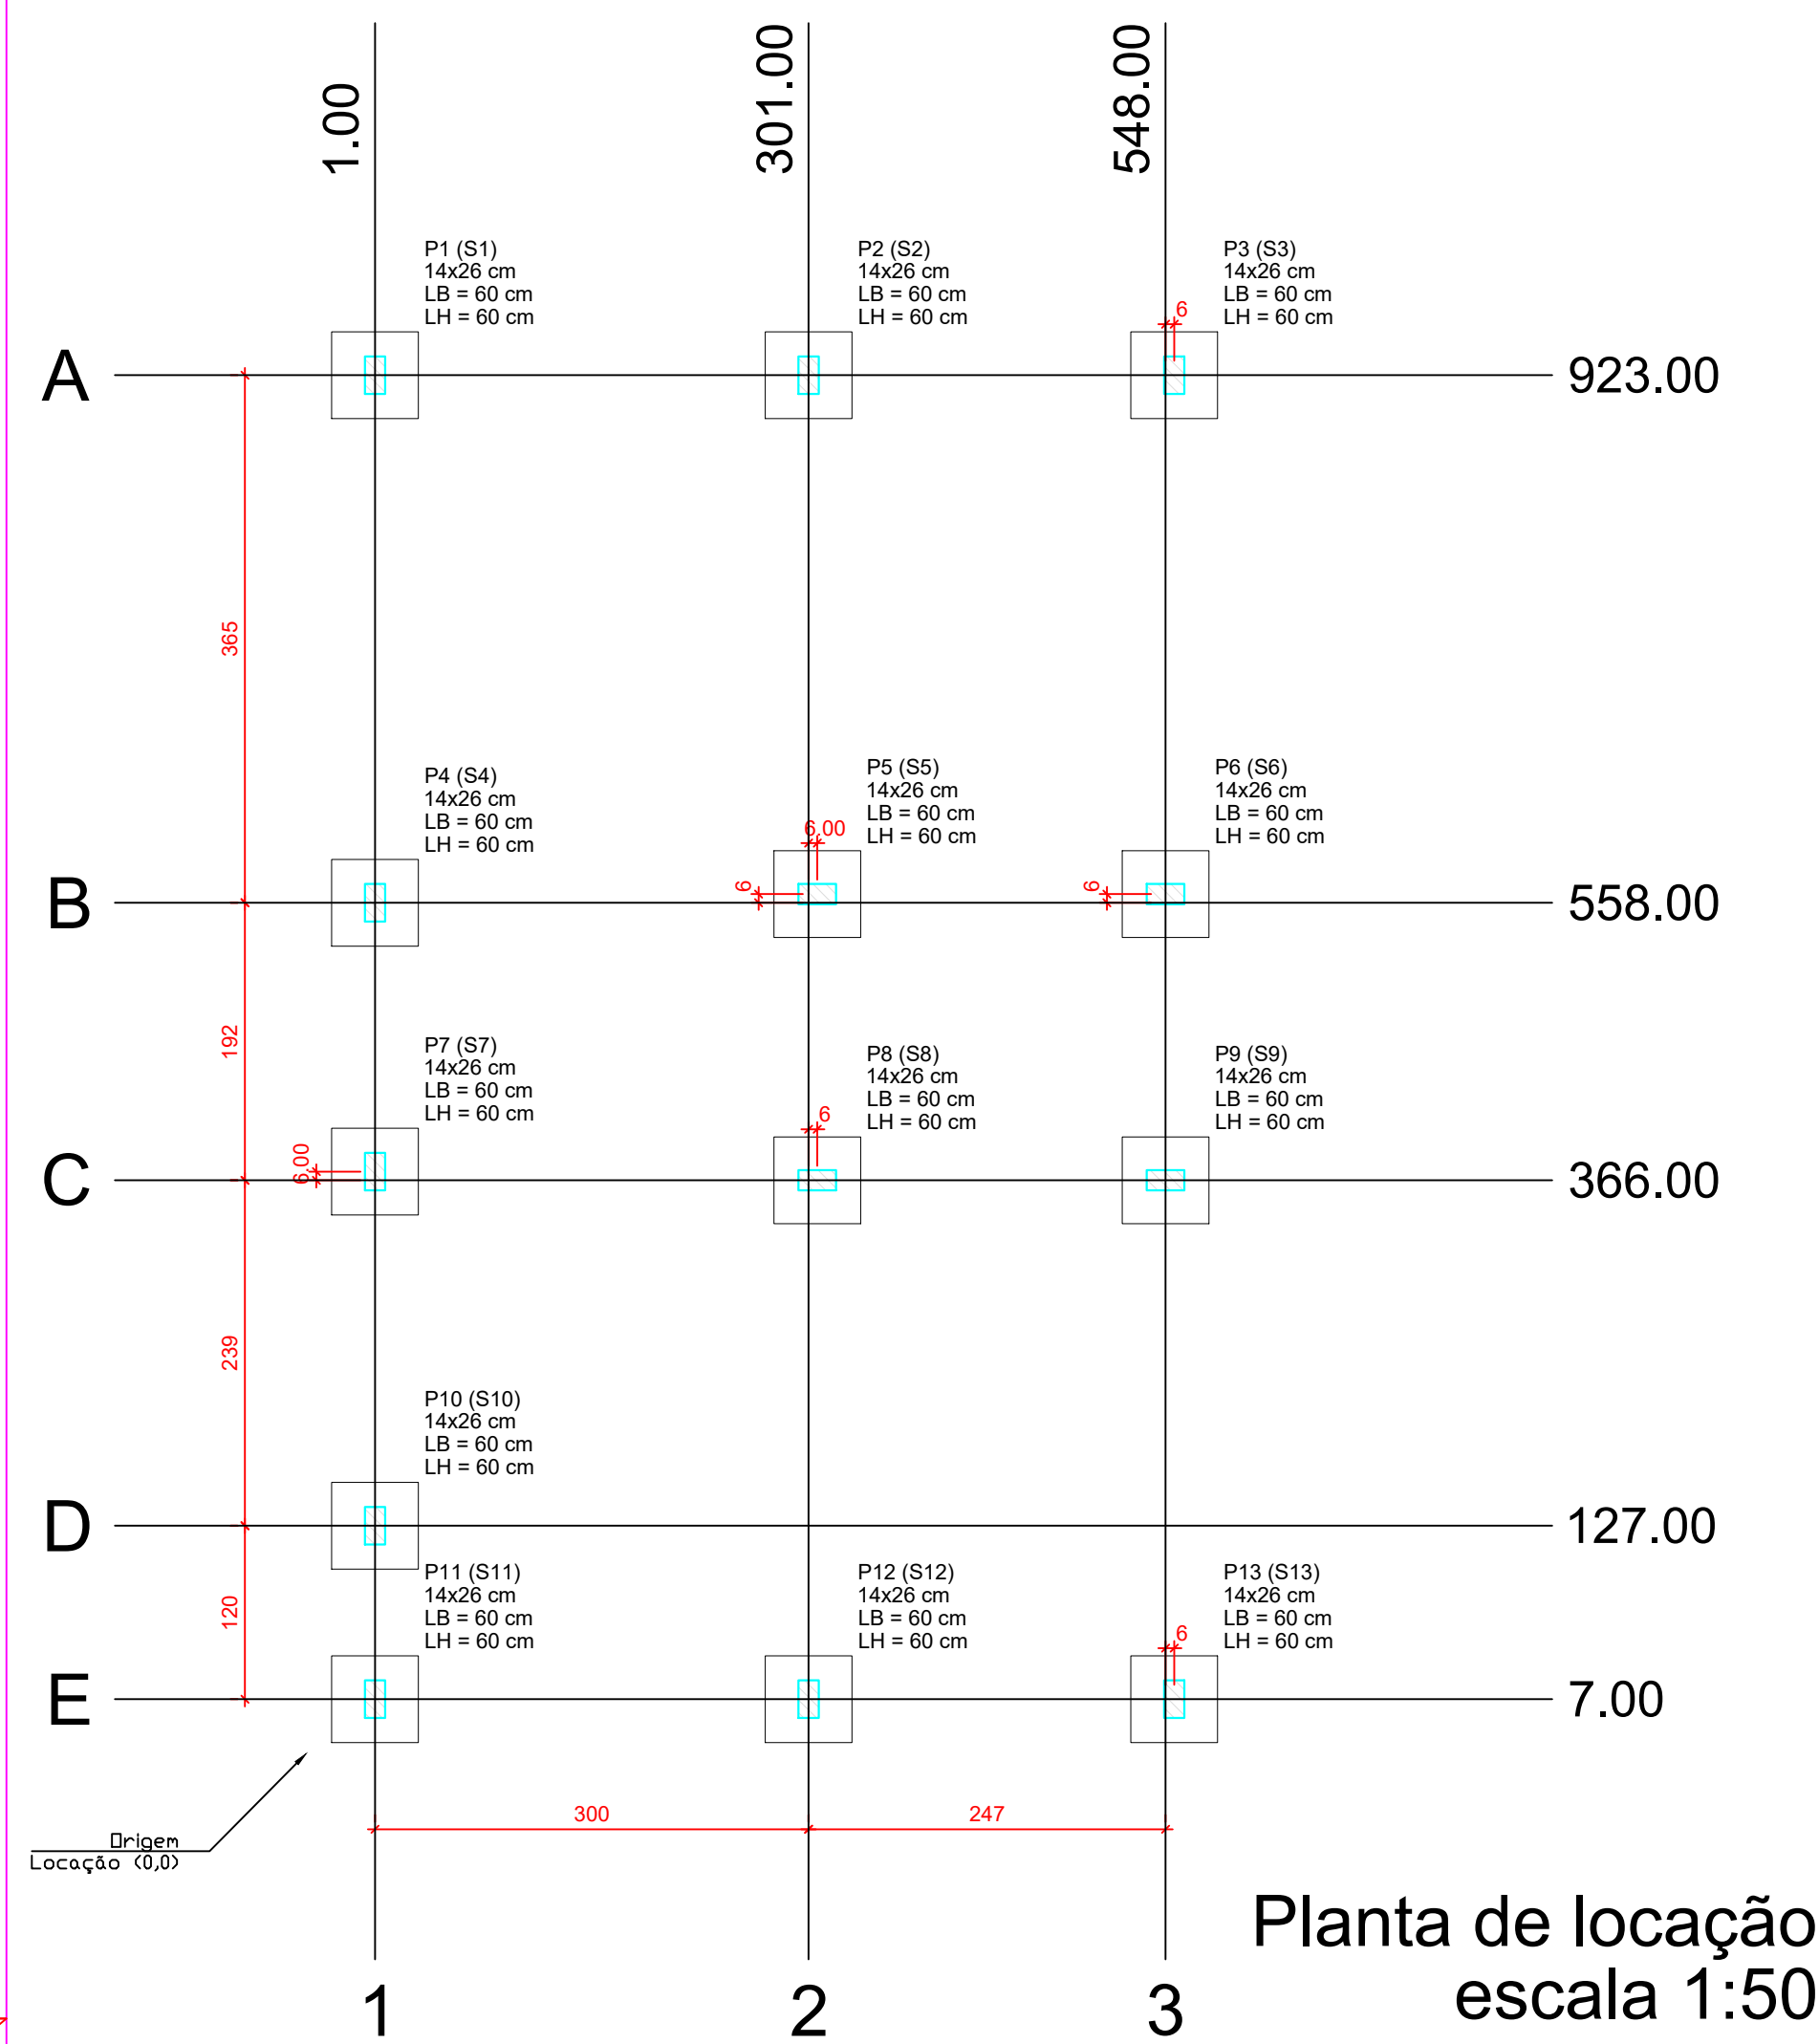 1.00
301.00
548.00
P1 (S1)
14x26 cm
LB = 60 cm
LH = 60 cm
P2 (S2)
14x26 cm
LB = 60 cm
LH = 60 cm
P3 (S3)
14x26 cm
LB = 60 cm
LH = 60 cm
6
A
923.00
365
P4 (S4)
14x26 cm
LB = 60 cm
LH = 60 cm
P5 (S5)
14x26 cm
LB = 60 cm
LH = 60 cm
6,00
6
P6 (S6)
14x26 cm
LB = 60 cm
LH = 60 cm
6
B
558.00
192
P7 (S7)
14x26 cm
LB = 60 cm
LH = 60 cm
6,00
P8 (S8)
14x26 cm
LB = 60 cm
LH = 60 cm
6
P9 (S9)
14x26 cm
LB = 60 cm
LH = 60 cm
C
366.00
239
P10 (S10)
14x26 cm
LB = 60 cm
LH = 60 cm
D
127.00
120
P11 (S11)
14x26 cm
LB = 60 cm
LH = 60 cm
P12 (S12)
14x26 cm
LB = 60 cm
LH = 60 cm
P13 (S13)
14x26 cm
LB = 60 cm
LH = 60 cm
6
E
7.00
300
247
Origem
Locação (0,0)
Planta de locação
escala 1:50
1
2
3